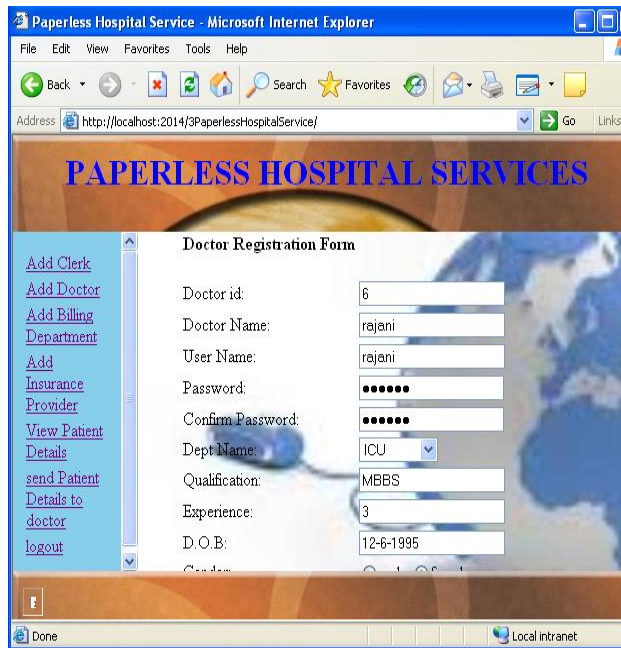 Paperless Hospital Service - Microsoft Internet Explorer
File Edit View Favorites Tools Help
Back Search Favorites
Address http://localhost:2014/3PaperlessHospitalService/ Go Links
PAPERLESS HOSPITAL SERVICES
Add Clerk
Add Doctor
Add Billing
Department
Add
Insurance
Provider
View Patient
Details
send Patient
Details to
doctor
logout
Doctor Registration Form
Doctor id: 6
Doctor Name: rajani
User Name: rajani
Password: ●●●●●●
Confirm Password: ●●●●●●
Dept Name: ICU
Qualification: MBBS
Experience: 3
D.O.B: 12-6-1995
Done Local intranet